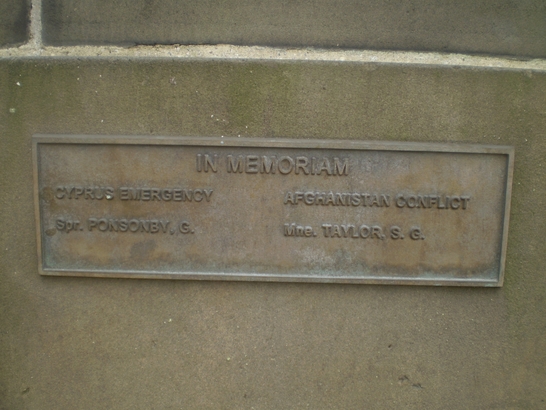 IN MEMORIAM
CYPRUS EMERGENCY
Spr. PONSONBY, G.
AFGHANISTAN CONFLICT
Mne. TAYLOR, S. G.